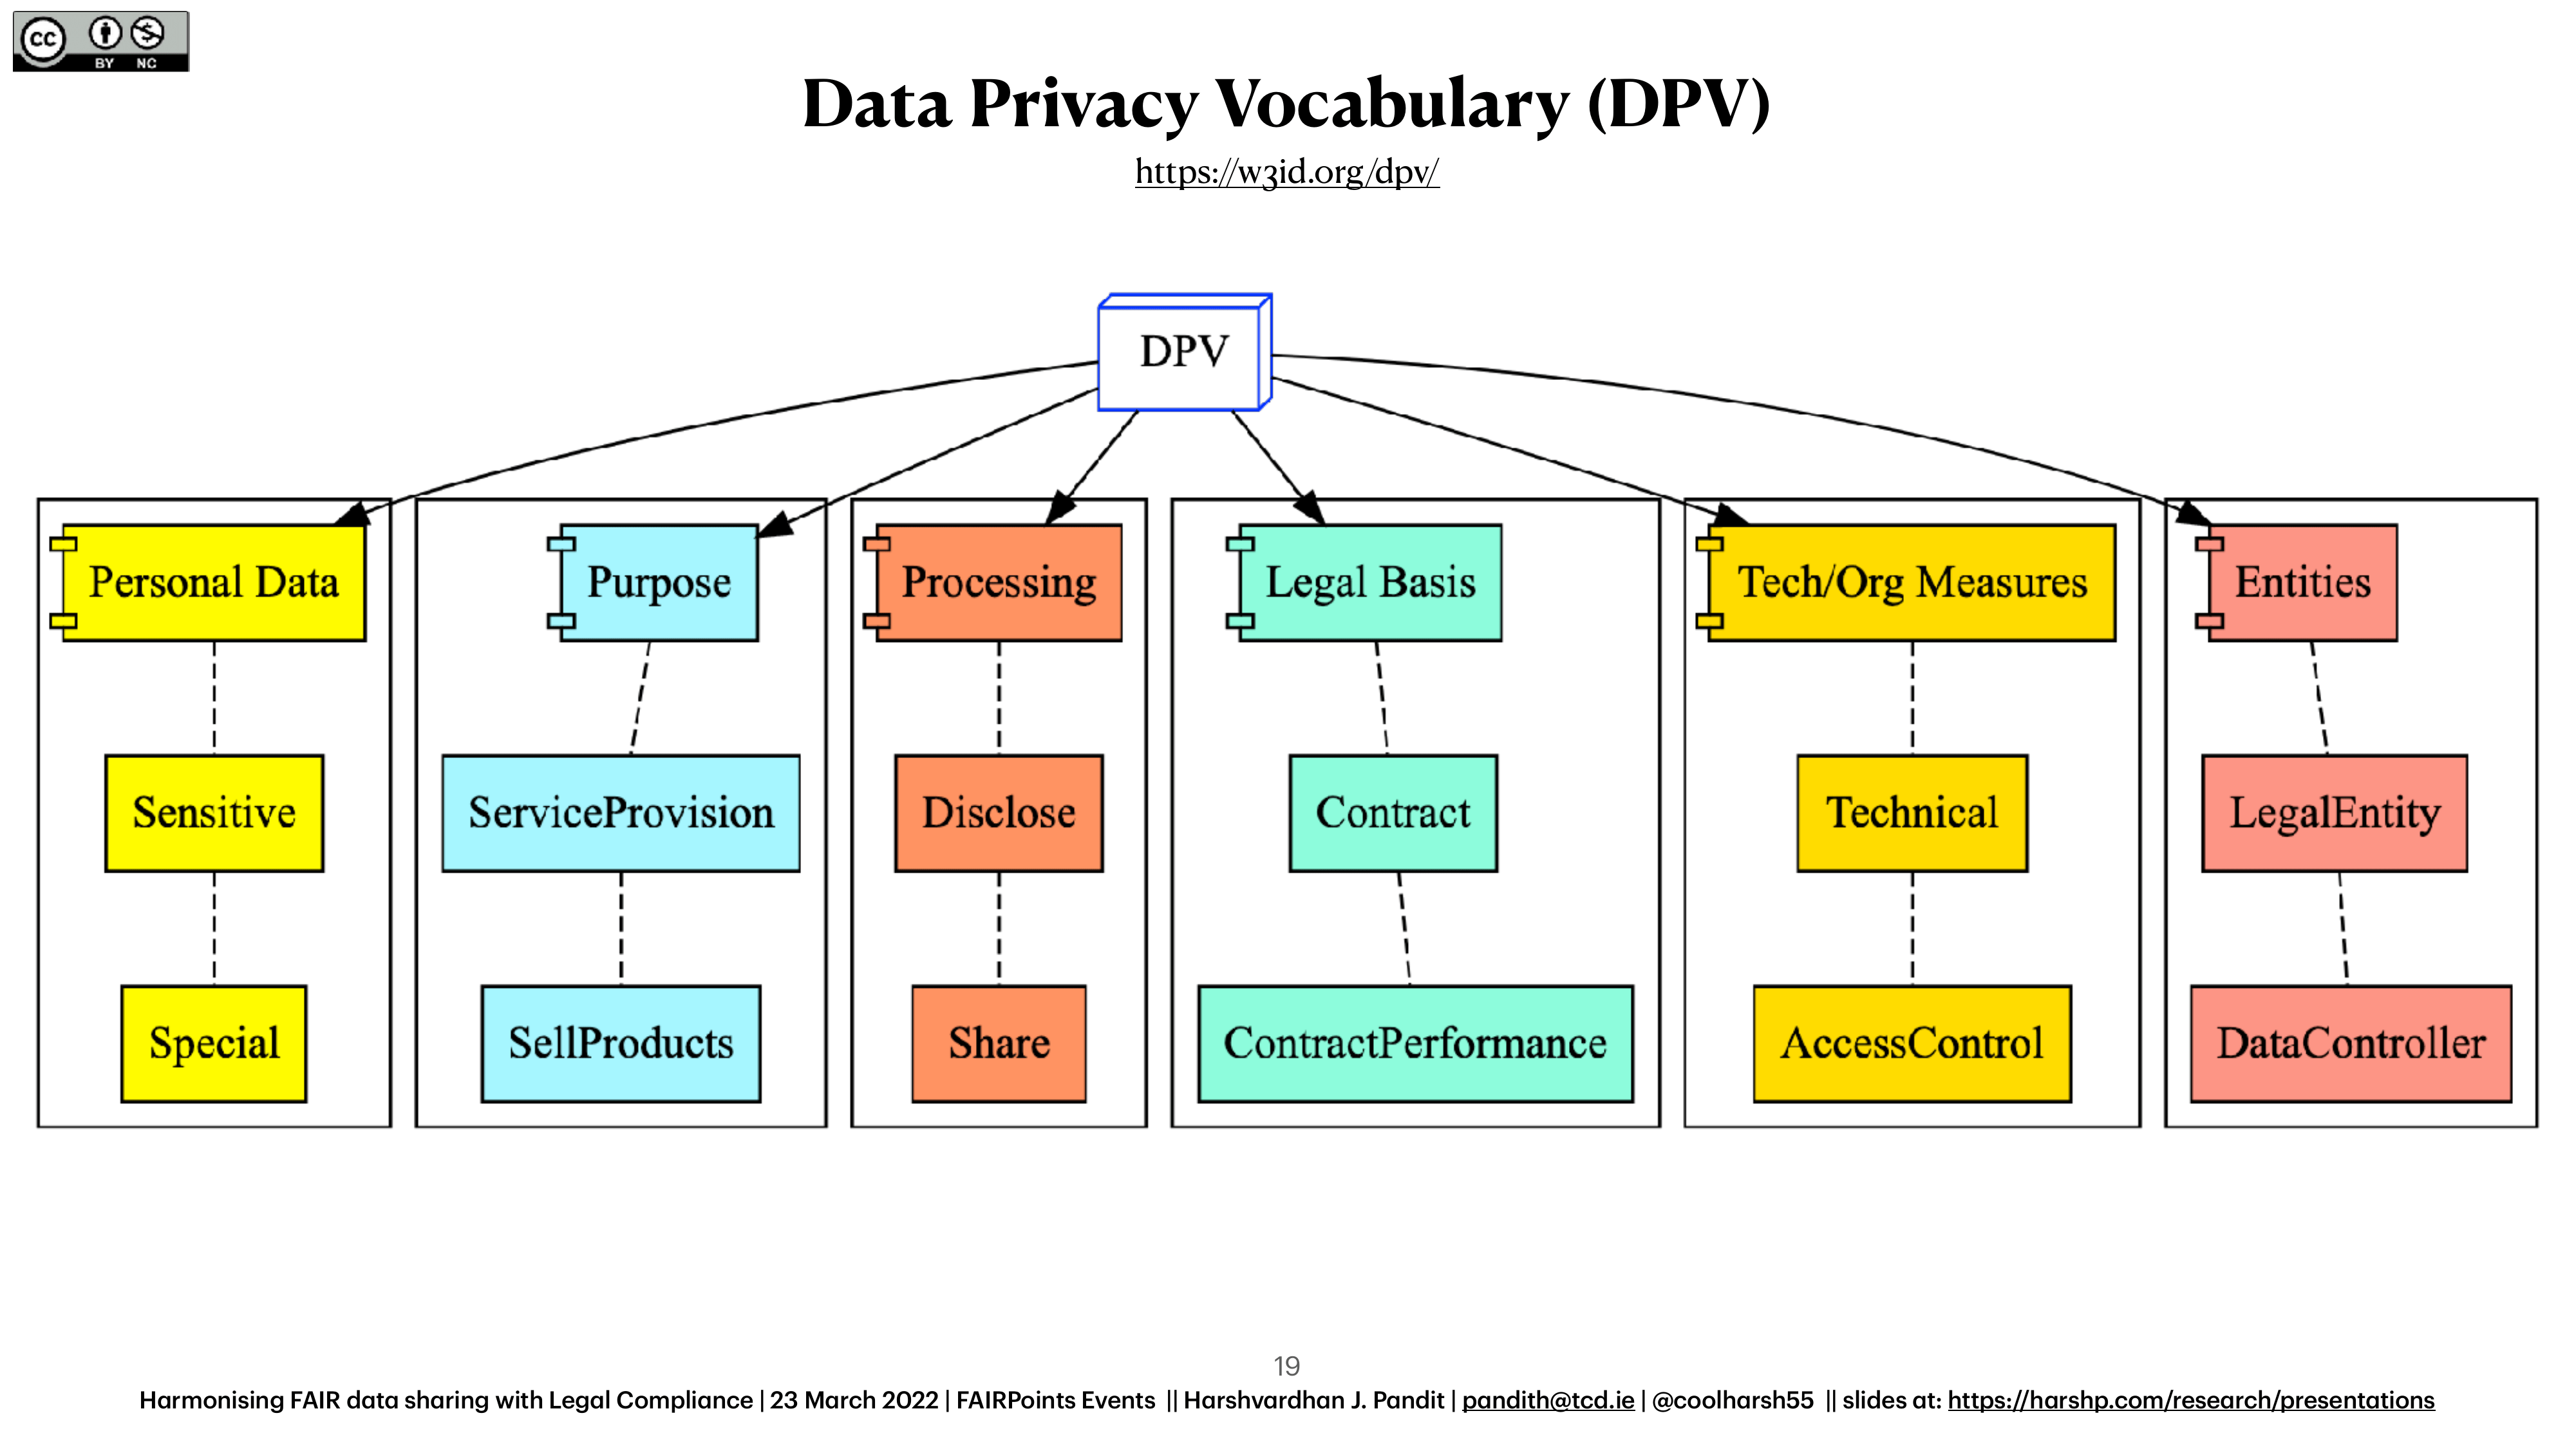 cc
BY NC
Data Privacy Vocabulary (DPV)
https://w3id.org/dpv/
DPV
Personal Data
Purpose
Processing
Legal Basis
Tech/Org Measures
Entities
Sensitive
ServiceProvision
Disclose
Contract
Technical
LegalEntity
Special
SellProducts
Share
ContractPerformance
AccessControl
DataController
19
Harmonising FAIR data sharing with Legal Compliance | 23 March 2022 | FAIRPoints Events || Harshvardhan J. Pandit | pandith@tcd.ie | @coolharsh55 || slides at: https://harshp.com/research/presentations